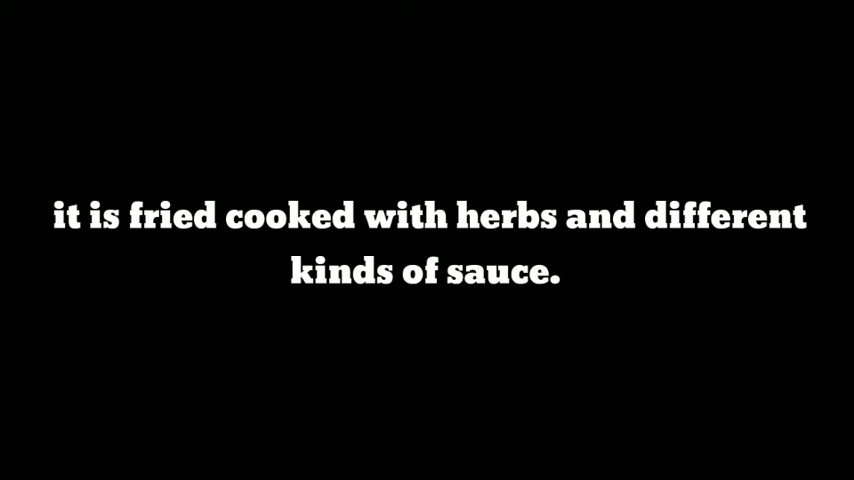 it is fried cooked with herbs and different
kinds of sauce.